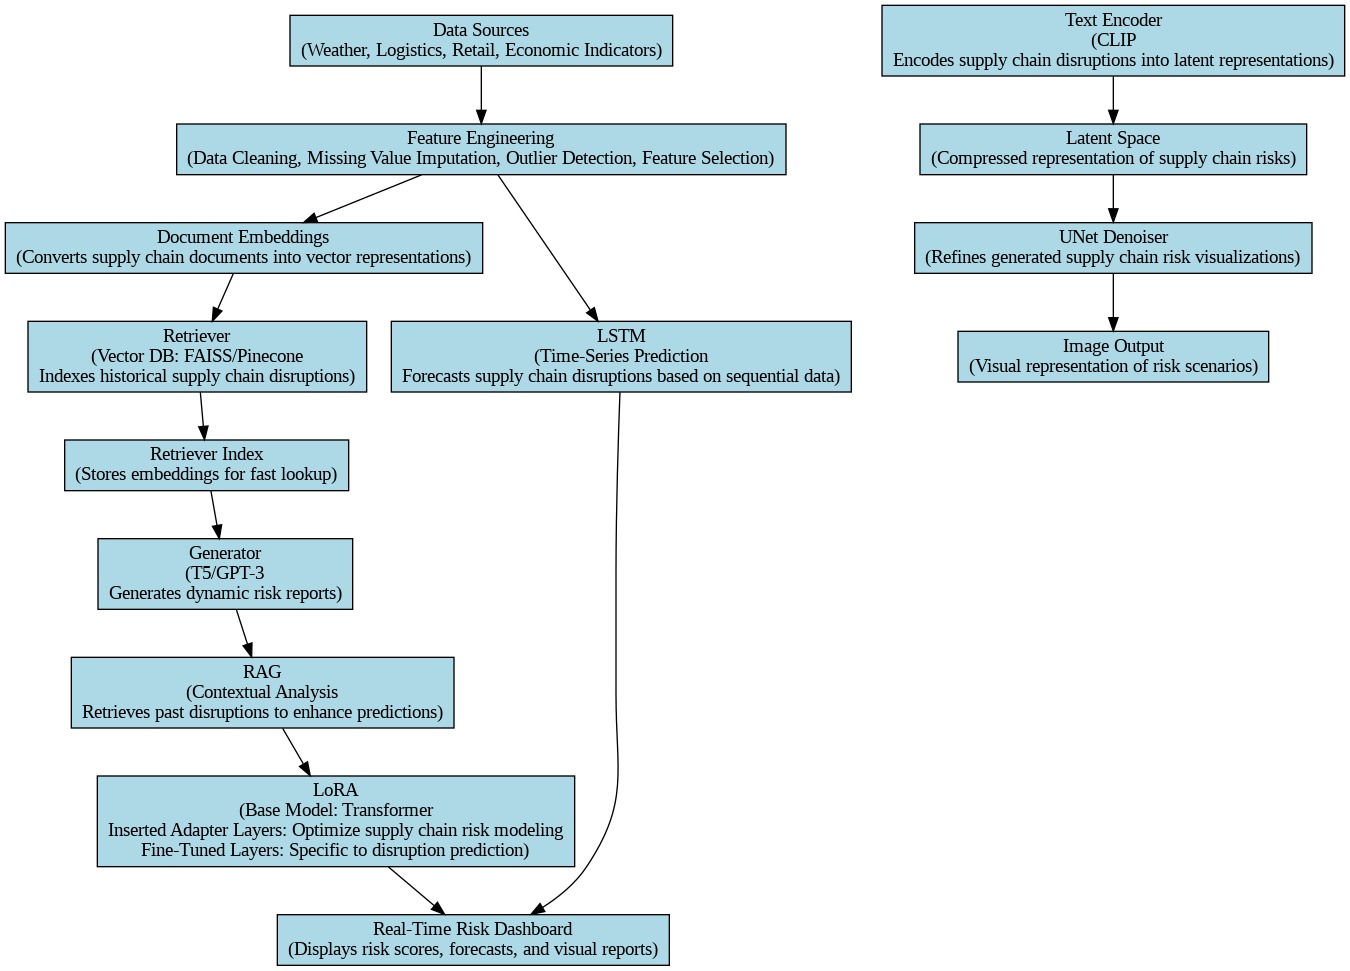 Data Sources
(Weather, Logistics, Retail, Economic Indicators)
Feature Engineering
(Data Cleaning, Missing Value Imputation, Outlier Detection, Feature Selection)
Document Embeddings
(Converts supply chain documents into vector representations)
Retriever
(Vector DB: FAISS/Pinecone
Indexes historical supply chain disruptions)
LSTM
(Time-Series Prediction
Forecasts supply chain disruptions based on sequential data)
Retriever Index
(Stores embeddings for fast lookup)
Generator
(T5/GPT-3
Generates dynamic risk reports)
RAG
(Contextual Analysis
Retrieves past disruptions to enhance predictions)
LoRA
(Base Model: Transformer
Inserted Adapter Layers: Optimize supply chain risk modeling
Fine-Tuned Layers: Specific to disruption prediction)
Real-Time Risk Dashboard
(Displays risk scores, forecasts, and visual reports)
Text Encoder
(CLIP
Encodes supply chain disruptions into latent representations)
Latent Space
(Compressed representation of supply chain risks)
UNet Denoiser
(Refines generated supply chain risk visualizations)
Image Output
(Visual representation of risk scenarios)